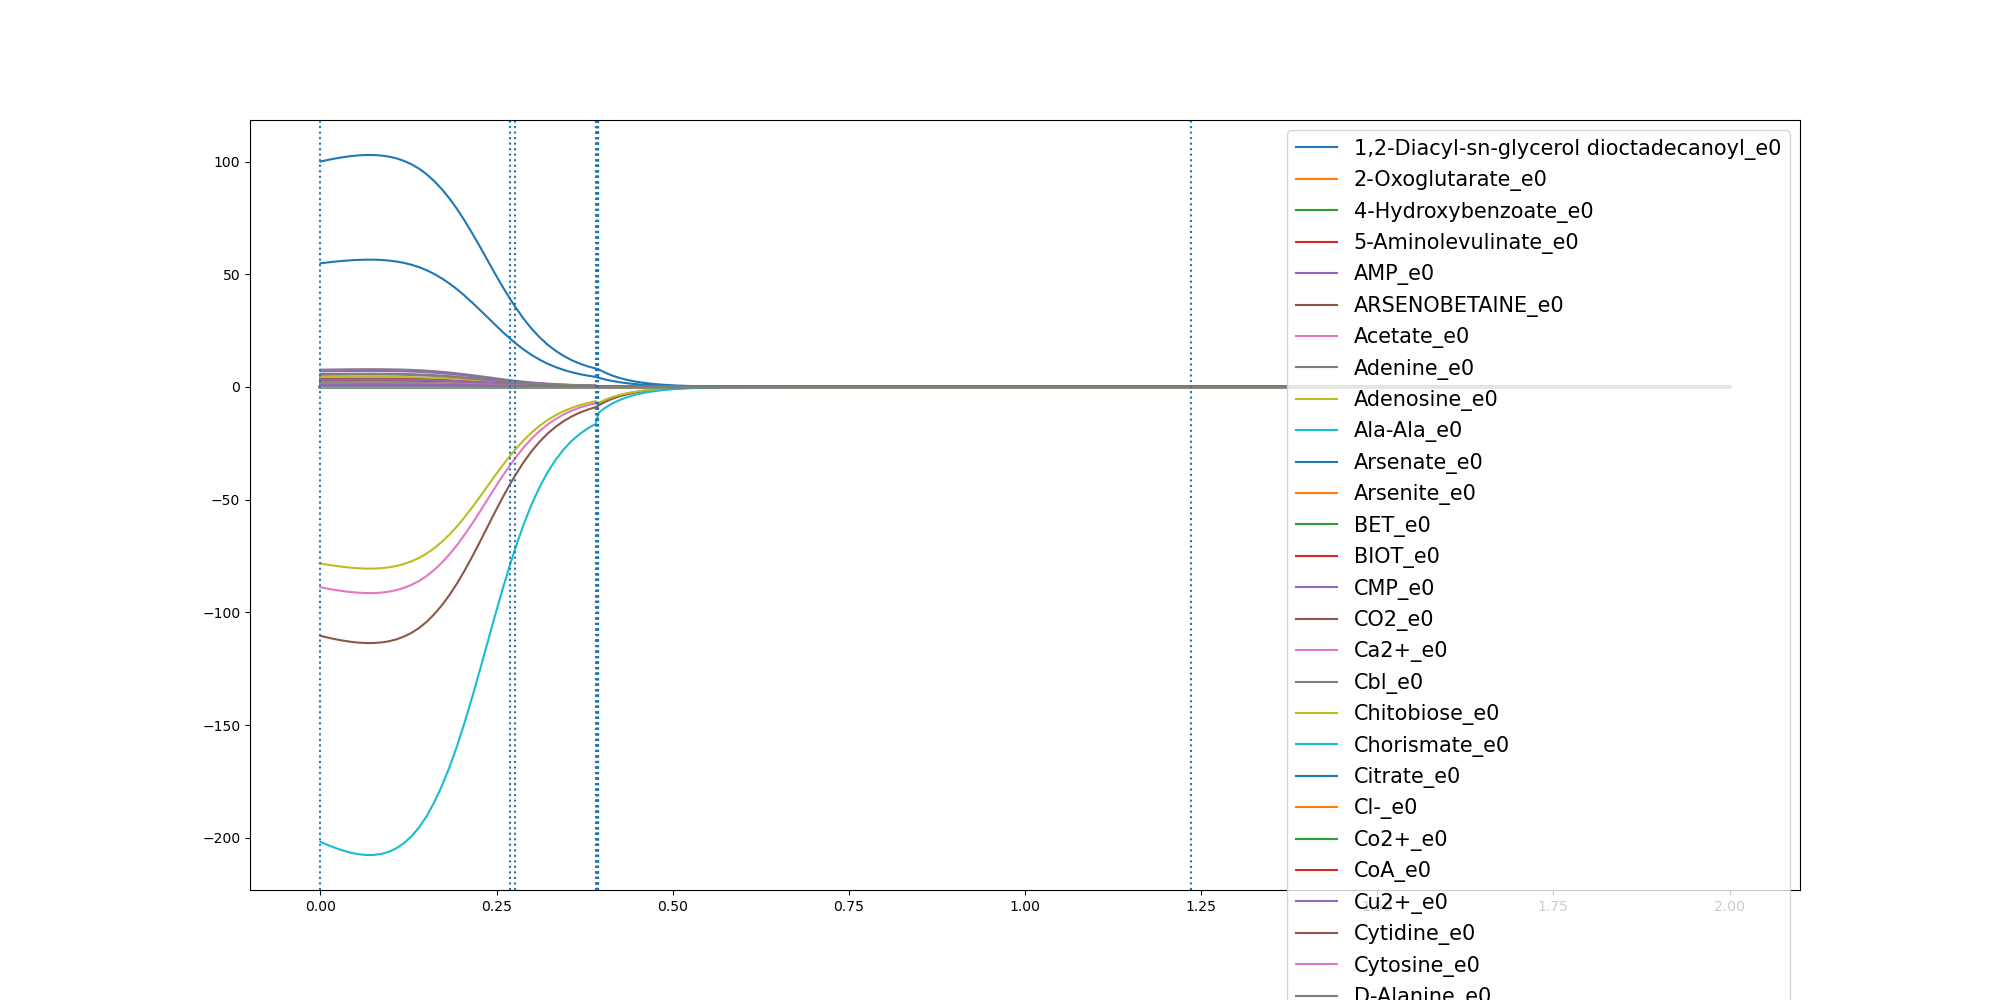 100
50
0
−50
−100
−150
−200
0.00 0.25 0.50 0.75 1.00 1.25 1.75 2.00
1,2-Diacyl-sn-glycerol dioctadecanoyl_e0
2-Oxoglutarate_e0
4-Hydroxybenzoate_e0
5-Aminolevulinate_e0
AMP_e0
ARSENOBETAINE_e0
Acetate_e0
Adenine_e0
Adenosine_e0
Ala-Ala_e0
Arsenate_e0
Arsenite_e0
BET_e0
BIOT_e0
CMP_e0
CO2_e0
Ca2+_e0
Cbl_e0
Chitobiose_e0
Chorismate_e0
Citrate_e0
Cl-_e0
Co2+_e0
CoA_e0
Cu2+_e0
Cytidine_e0
Cytosine_e0
D-Alanine_e0